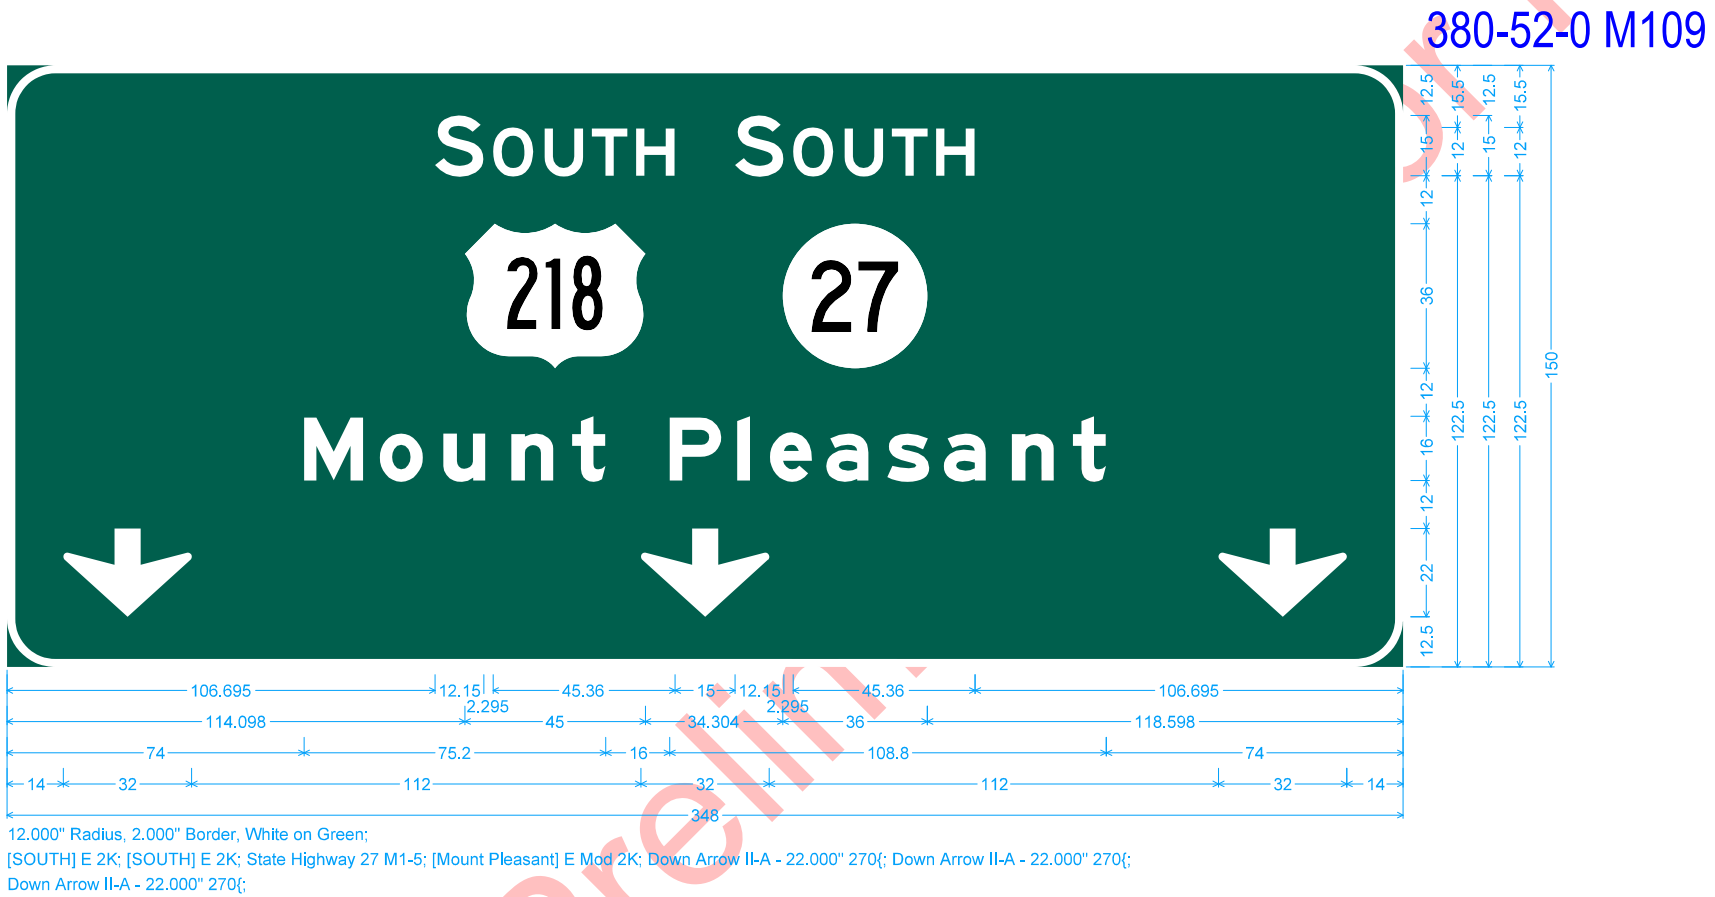 380-52-0 M109
SOUTH SOUTH
218 27
Mount Pleasant
12.5 15.5 12.5 15.5
15 12 15 12
12
36
12
16
12
22
12.5
122.5 122.5 122.5
150
106.695 12.15 45.36 15 12.15 45.36 106.695
2.295 2.295
114.098 45 34.304 36 118.598
74 75.2 16 108.8 74
14 32 112 32 112 32 14
348
12.000" Radius, 2.000" Border, White on Green;
[SOUTH] E 2K; [SOUTH] E 2K; State Highway 27 M1-5; [Mount Pleasant] E Mod 2K; Down Arrow II-A - 22.000" 270{; Down Arrow II-A - 22.000" 270{;
Down Arrow II-A - 22.000" 270{;